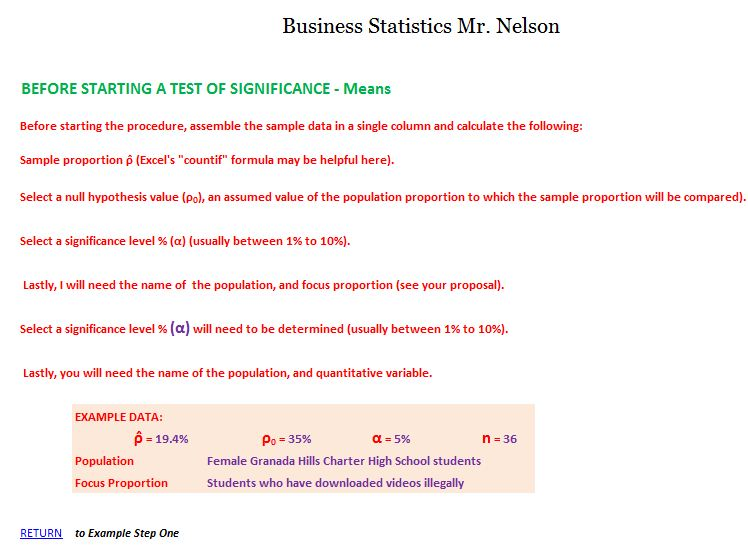 Business Statistics Mr. Nelson
BEFORE STARTING A TEST OF SIGNIFICANCE - Means
Before starting the procedure, assemble the sample data in a single column and calculate the following:
Sample proportion ρ̂ (Excel's "countif" formula may be helpful here).
Select a null hypothesis value (ρ₀), an assumed value of the population proportion to which the sample proportion will be compared).
Select a significance level % (α) (usually between 1% to 10%).
Lastly, I will need the name of the population, and focus proportion (see your proposal).
Select a significance level % (α) will need to be determined (usually between 1% to 10%).
Lastly, you will need the name of the population, and quantitative variable.
EXAMPLE DATA:
ρ̂ = 19.4% ρ₀ = 35% α = 5% n = 36
Population Female Granada Hills Charter High School students
Focus Proportion Students who have downloaded videos illegally
RETURN to Example Step One